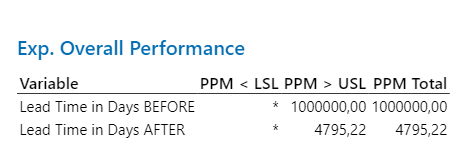 Exp. Overall Performance
Variable PPM < LSL PPM > USL PPM Total
Lead Time in Days BEFORE * 1000000,00 1000000,00
Lead Time in Days AFTER * 4795,22 4795,22